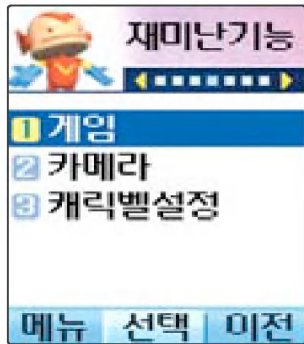 재미난기능
1 게임
2 카메라
3 캐릭벨설정
메뉴 선택 이전